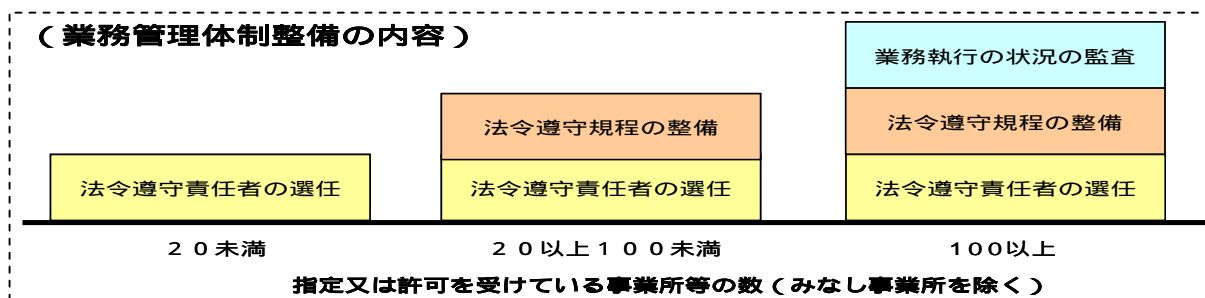 （業務管理体制整備の内容）
業務執行の状況の監査
法令遵守規程の整備
法令遵守規程の整備
法令遵守責任者の選任
法令遵守責任者の選任
法令遵守責任者の選任
２０未満
２０以上１００未満
100以上
指定又は許可を受けている事業所等の数（みなし事業所を除く）